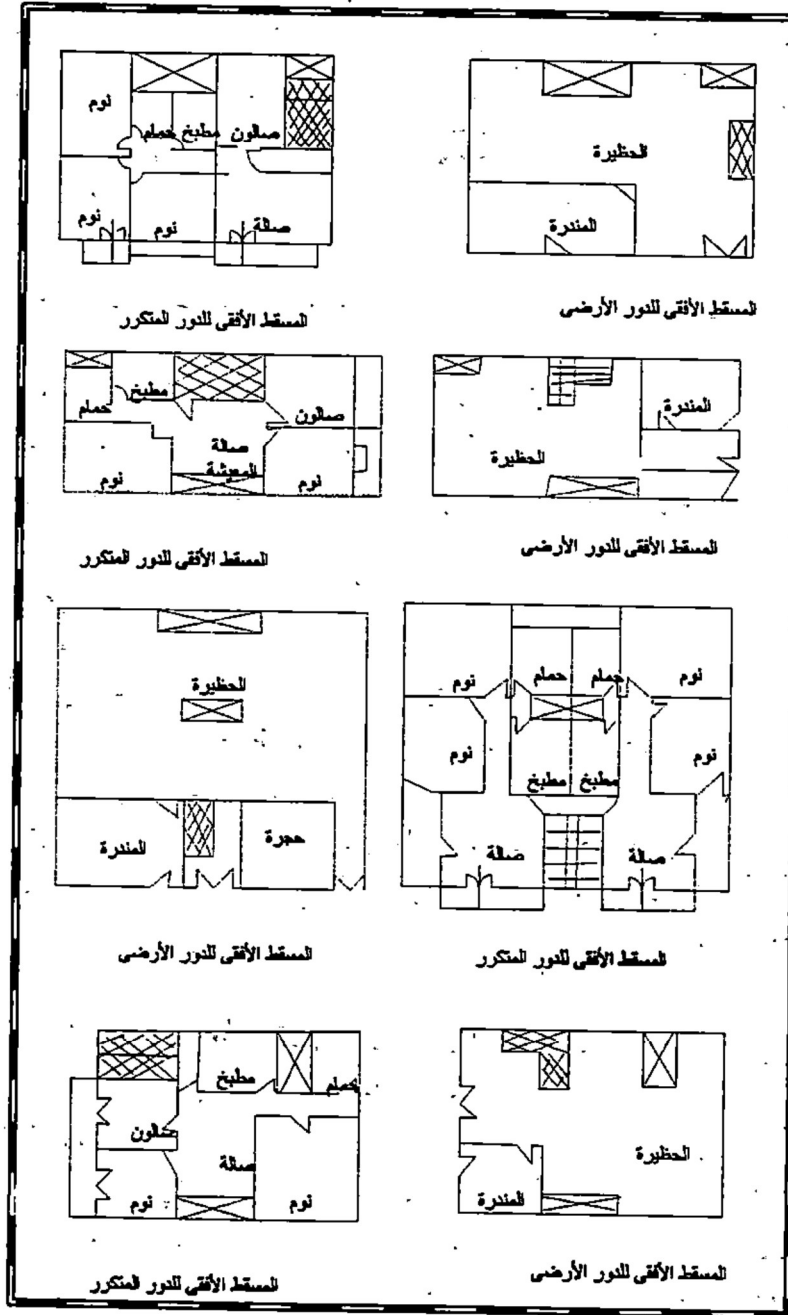 الحظيرة
المندرة
المسقط الأفقى للدور الأرضى
نوم
حمام
مطبخ
صالون
نوم
نوم
صالة
المسقط الأفقى للدور المتكرر
المندرة
الحظيرة
المسقط الأفقى للدور الأرضى
مطبخ
حمام
صالون
صالة
المعيشة
نوم
نوم
المسقط الأفقى للدور المتكرر
نوم
حمام
حمام
نوم
نوم
نوم
مطبخ
مطبخ
صالة
صالة
المسقط الأفقى للدور المتكرر
الحظيرة
حجرة
المندرة
المسقط الأفقى للدور الأرضى
الحظيرة
المندرة
المسقط الأفقى للدور الأرضى
مطبخ
حمام
صالون
صالة
نوم
نوم
المسقط الأفقى للدور المتكرر